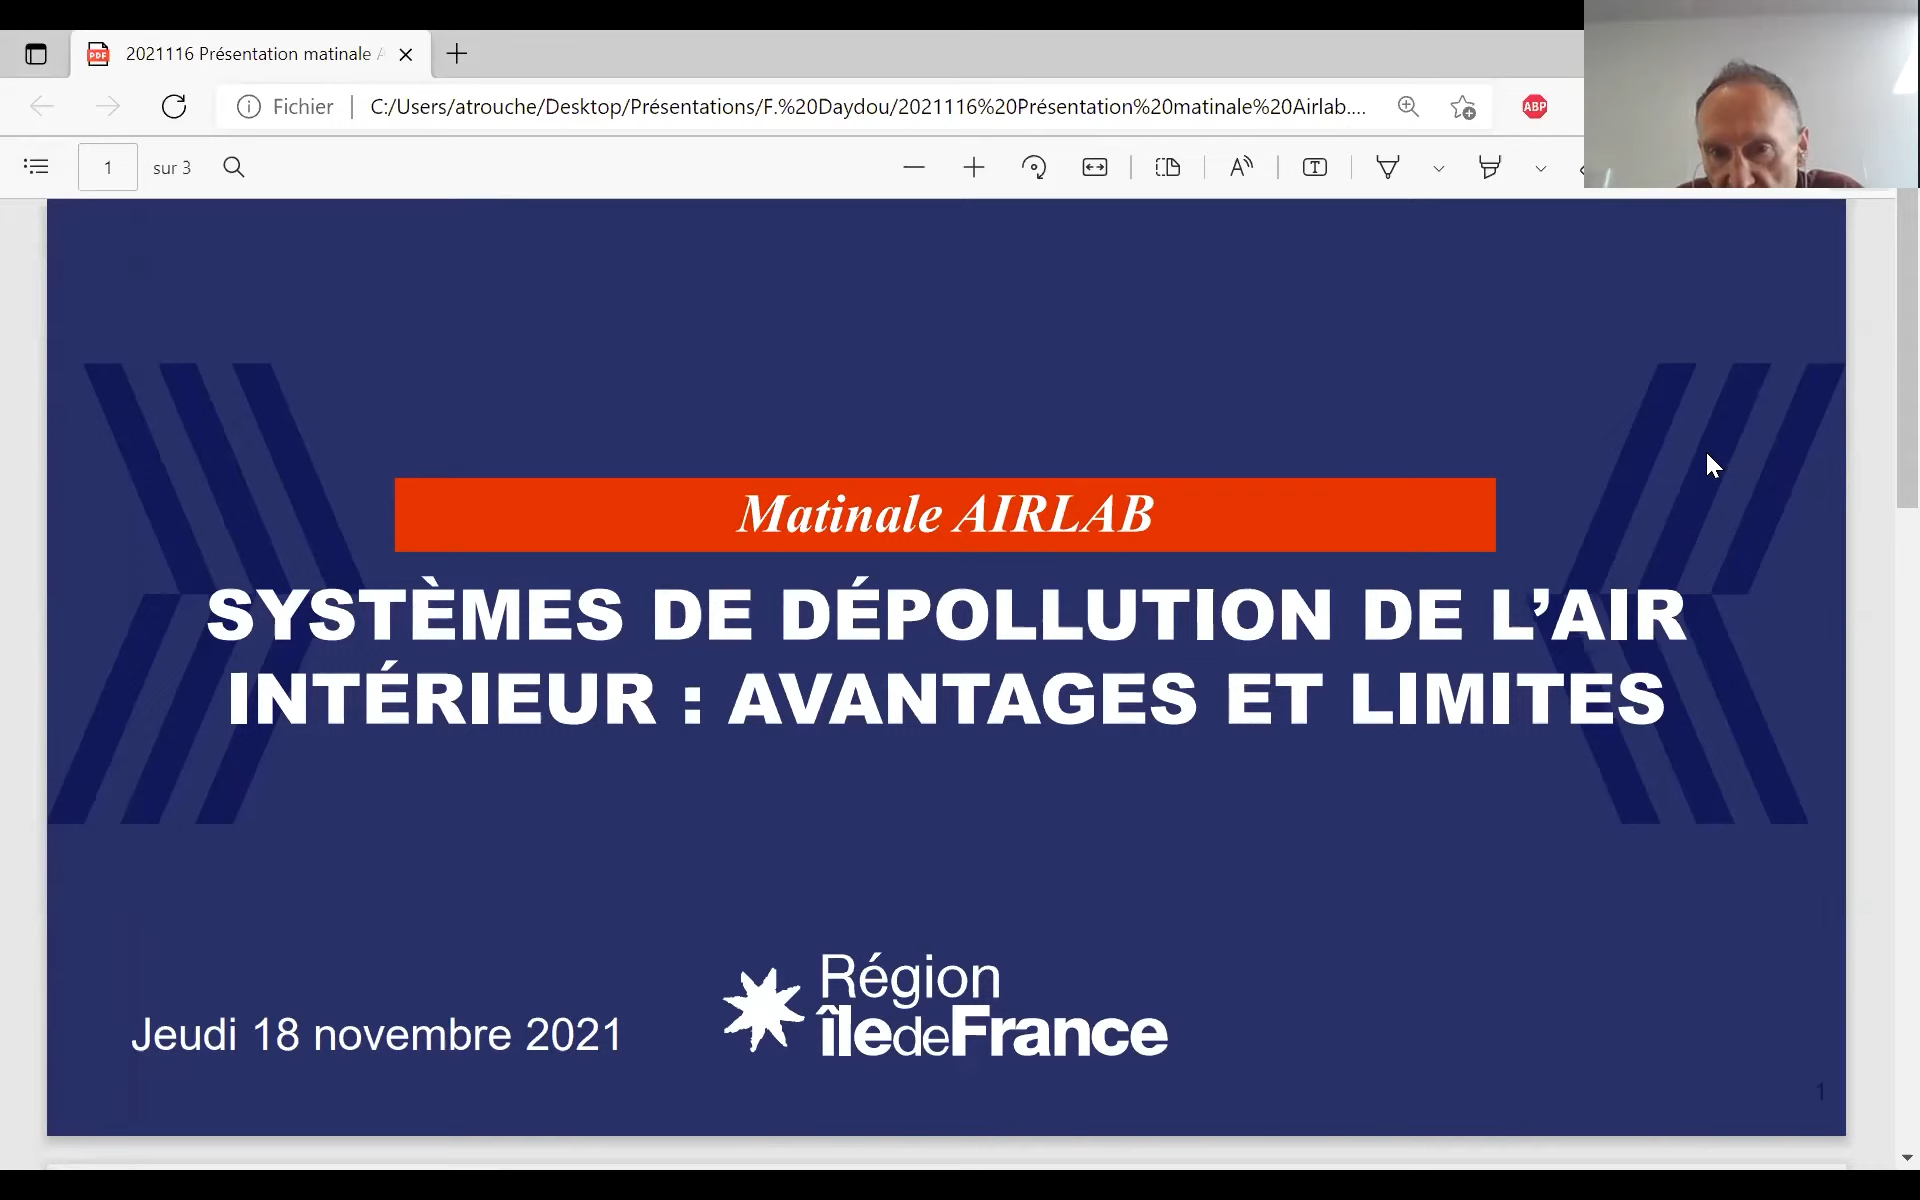 2021116 Présentation matinale A
Fichier
C:/Users/atrouche/Desktop/Présentations/F.%20Daydou/2021116%20Présentation%20matinale%20Airlab....
ABP
1
sur 3
Matinale AIRLAB
SYSTÈMES DE DÉPOLLUTION DE L’AIR
INTÉRIEUR : AVANTAGES ET LIMITES
Jeudi 18 novembre 2021
Région
îledeFrance
1